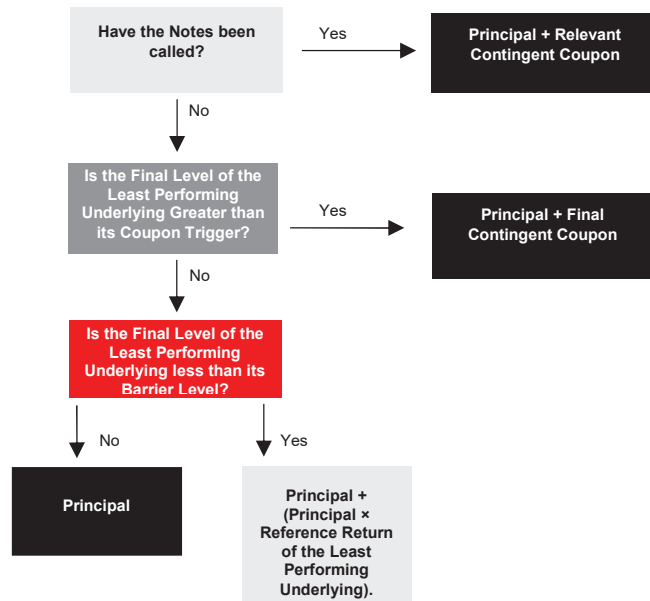 Have the Notes been
called?
Yes
Principal + Relevant
Contingent Coupon
No
Is the Final Level of the
Least Performing
Underlying Greater than
its Coupon Trigger?
Yes
Principal + Final
Contingent Coupon
No
Is the Final Level of the
Least Performing
Underlying less than its
Barrier Level?
No
Yes
Principal
Principal +
(Principal ×
Reference Return
of the Least
Performing
Underlying).